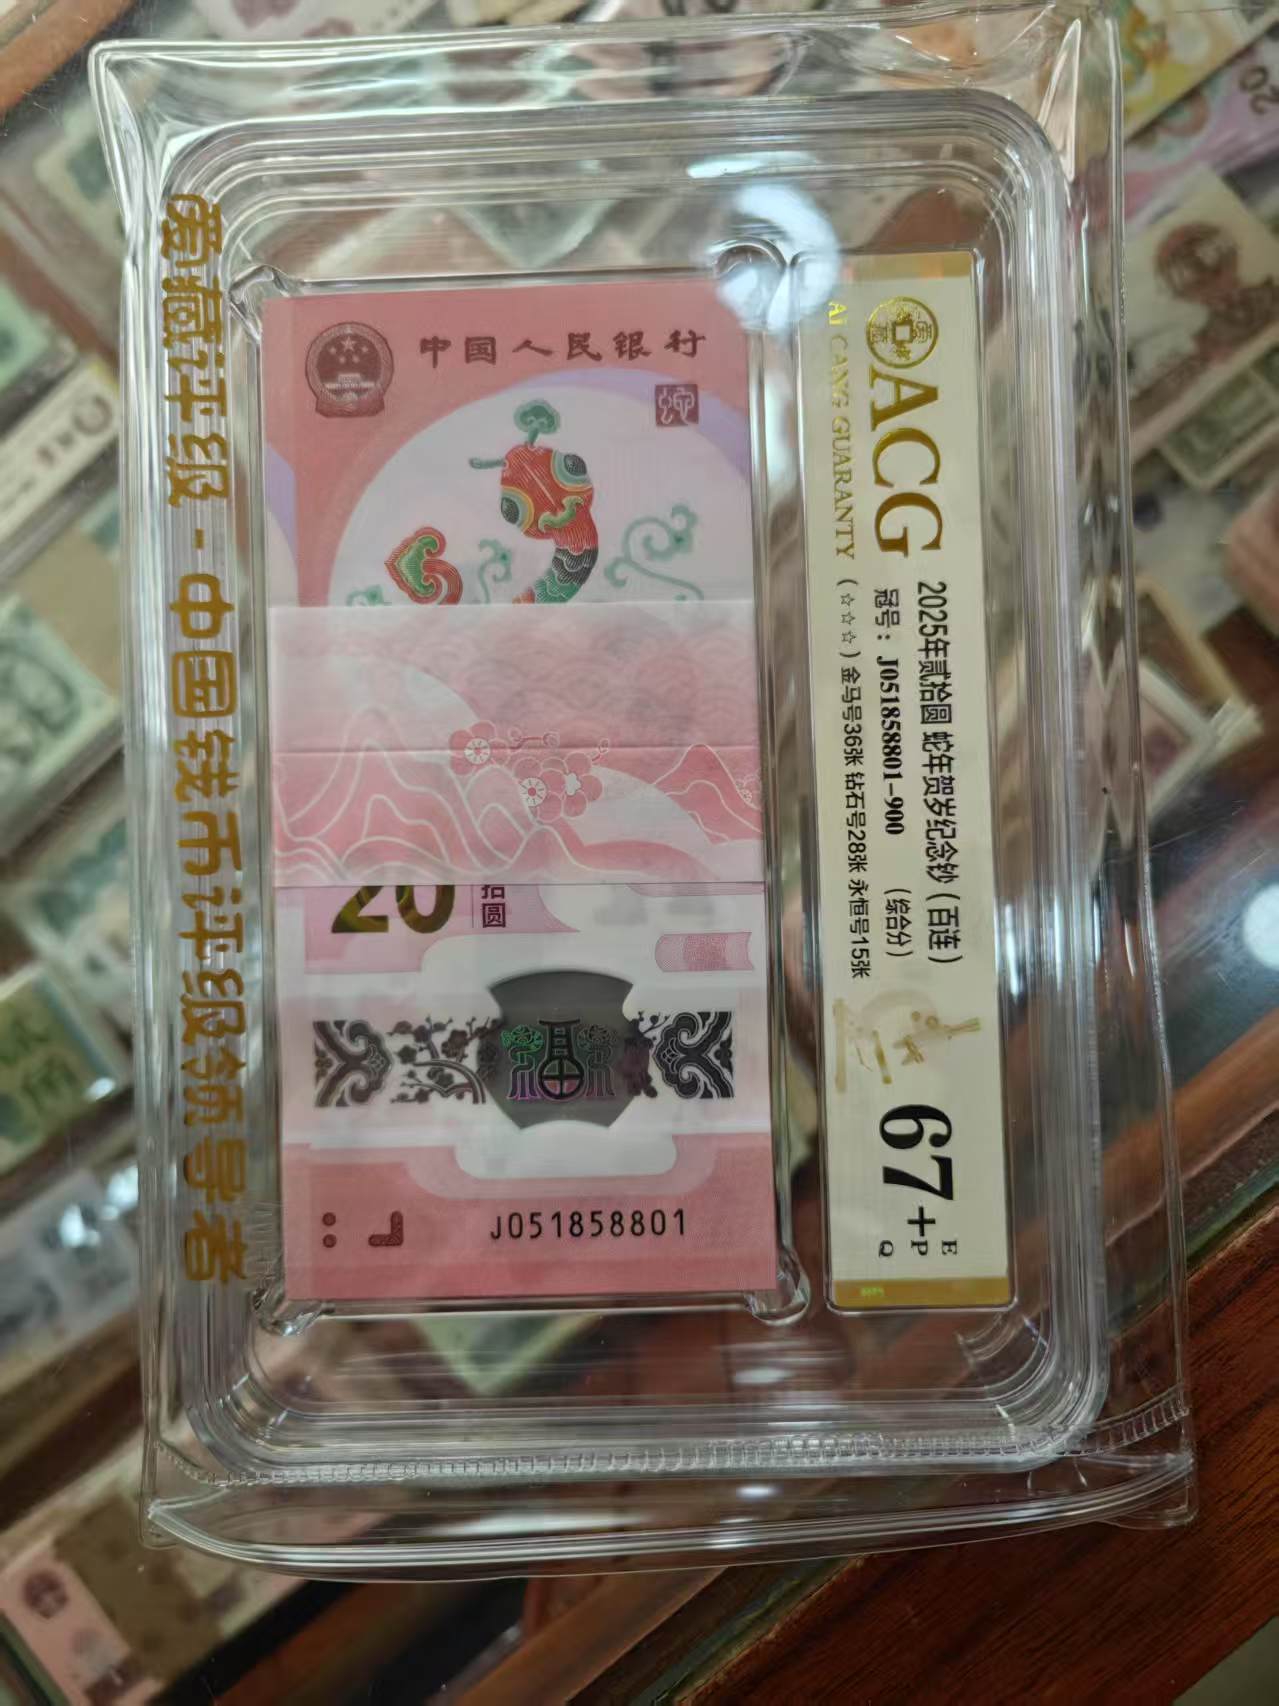 爱藏评级-中国钱币评级领导者
中国人民银行
蛇
20
拾圆
福
J051858801
ACG
Ai CANG GUARANTY
2025年贰拾圆 蛇年贺岁纪念钞（百连）
冠号：J051858801-900 （综合分）
（☆☆☆）金马号36张 钻石号28张 永恒号15张
67+
E
P
Q
20